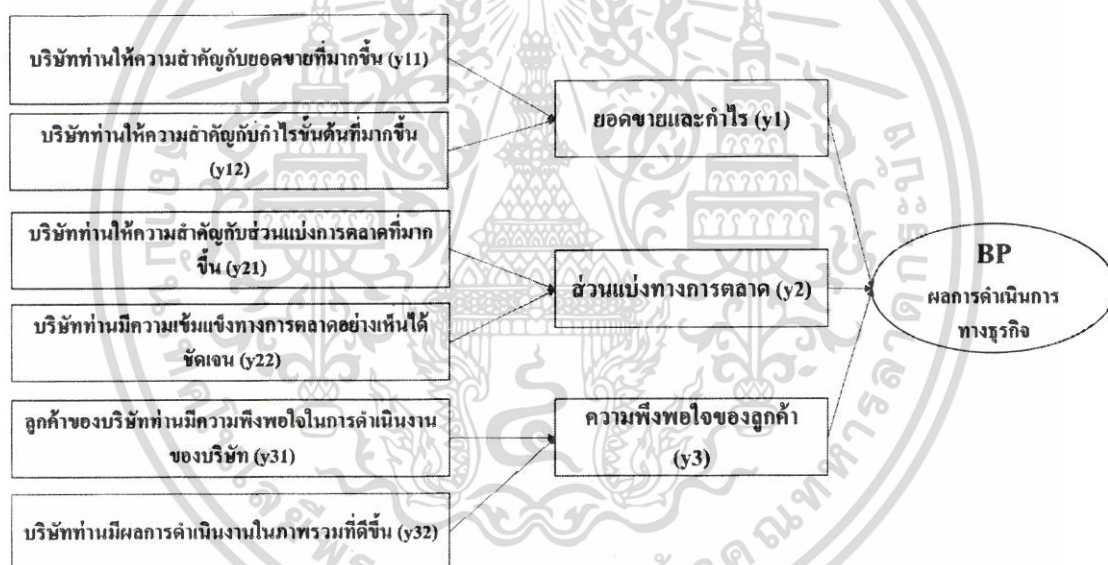 บริษัทท่านให้ความสำคัญกับยอดขายที่มากขึ้น (y11)
บริษัทท่านให้ความสำคัญกับกำไรขั้นต้นที่มากขึ้น
(y12)
บริษัทท่านให้ความสำคัญกับส่วนแบ่งการตลาดที่มาก
ขึ้น (y21)
บริษัทท่านมีความเข้มแข็งทางการตลาดอย่างเห็นได้
ชัดเจน (y22)
ลูกค้าของบริษัทท่านมีความพึงพอใจในการดำเนินงาน
ของบริษัท (y31)
บริษัทท่านมีผลการดำเนินงานในภาพรวมที่ดีขึ้น (y32)
ยอดขายและกำไร (y1)
ส่วนแบ่งทางการตลาด (y2)
ความพึงพอใจของลูกค้า
(y3)
BP
ผลการดำเนินการ
ทางธุรกิจ